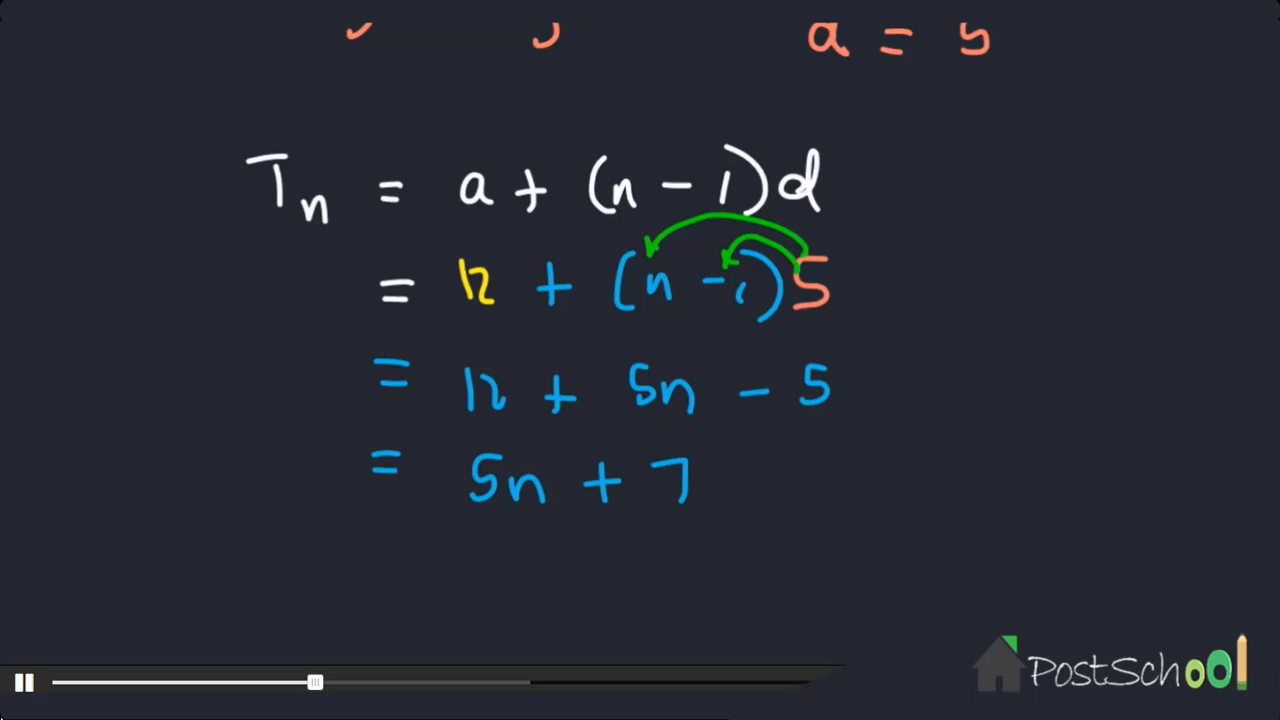 a = 5
Tn = a + (n - 1)d
= 12 + (n - 1)5
= 12 + 5n - 5
= 5n + 7
PostSchool